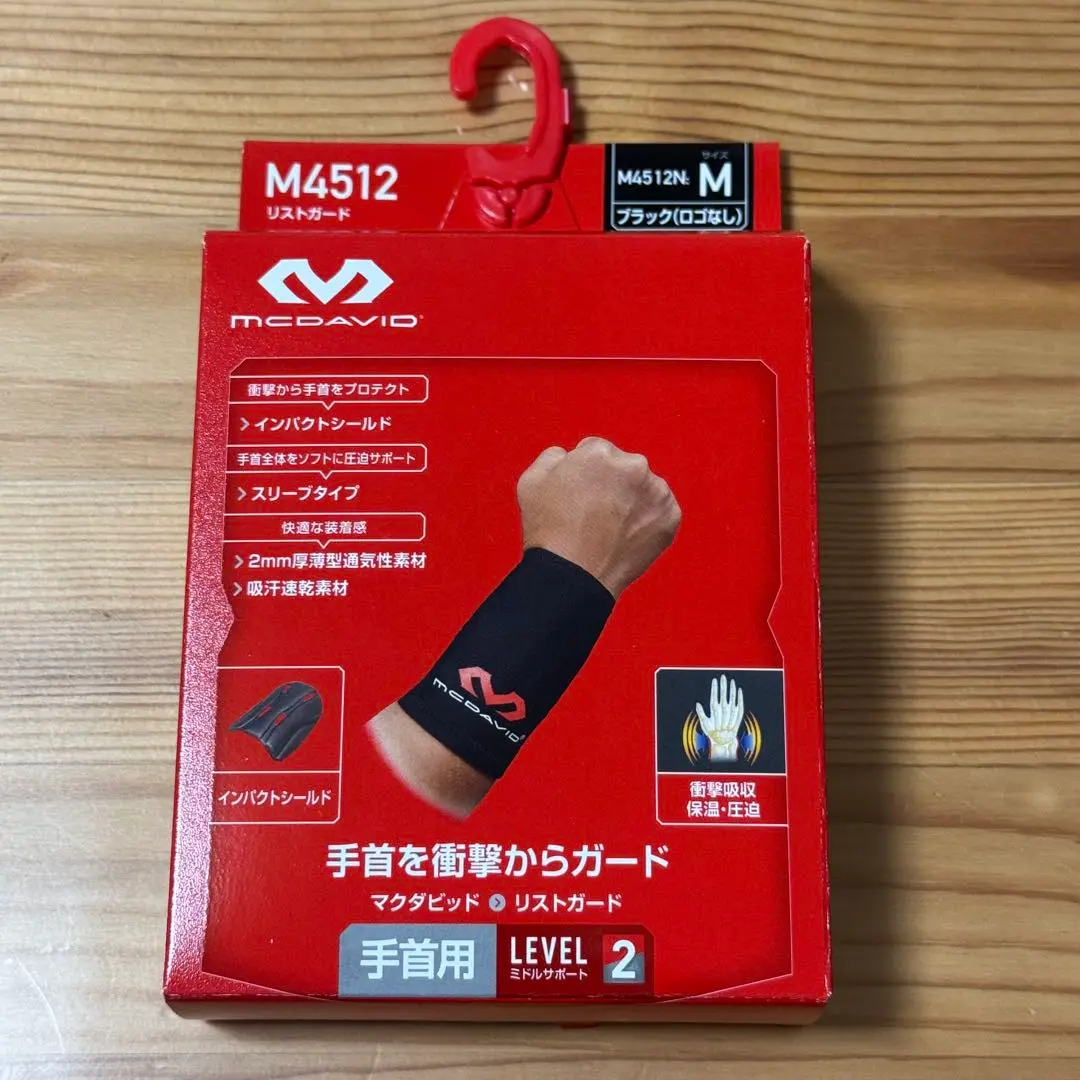 M4512
リストガード
サイズ
M4512N: M
ブラック(ロゴなし)
MCDAVID
衝撃から手首をプロテクト
インパクトシールド
手首全体をソフトに圧迫サポート
スリーブタイプ
快適な装着感
2mm厚薄型通気性素材
吸汗速乾素材
MCDAVID
インパクトシールド
衝撃吸収
保温・圧迫
手首を衝撃からガード
マクダビッド リストガード
手首用
LEVEL 2
ミドルサポート